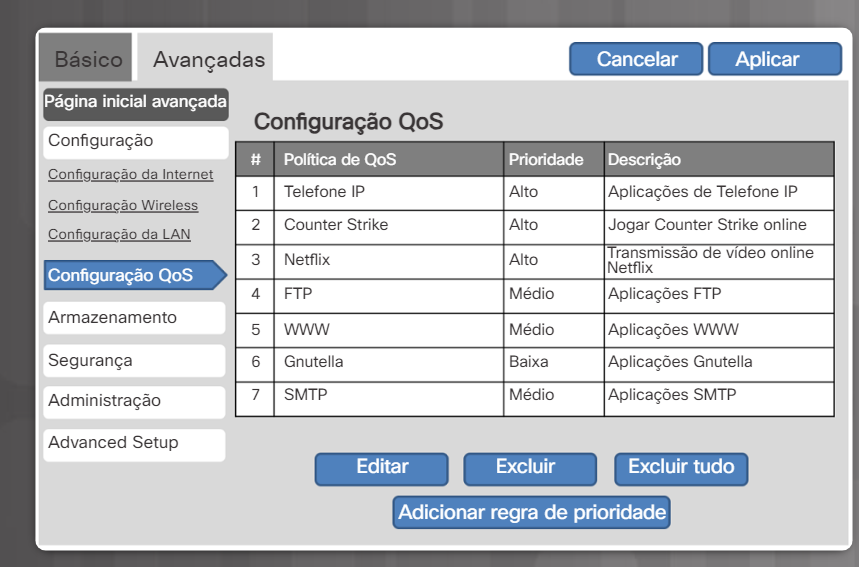 Básico Avançadas Cancelar Aplicar
Página inicial avançada
Configuração
Configuração da Internet
Configuração Wireless
Configuração da LAN
Configuração QoS
Armazenamento
Segurança
Administração
Advanced Setup
Configuração QoS
# Política de QoS Prioridade Descrição
1 Telefone IP Alto Aplicações de Telefone IP
2 Counter Strike Alto Jogar Counter Strike online
3 Netflix Alto Transmissão de vídeo online
Netflix
4 FTP Médio Aplicações FTP
5 WWW Médio Aplicações WWW
6 Gnutella Baixa Aplicações Gnutella
7 SMTP Médio Aplicações SMTP
Editar Excluir Excluir tudo
Adicionar regra de prioridade